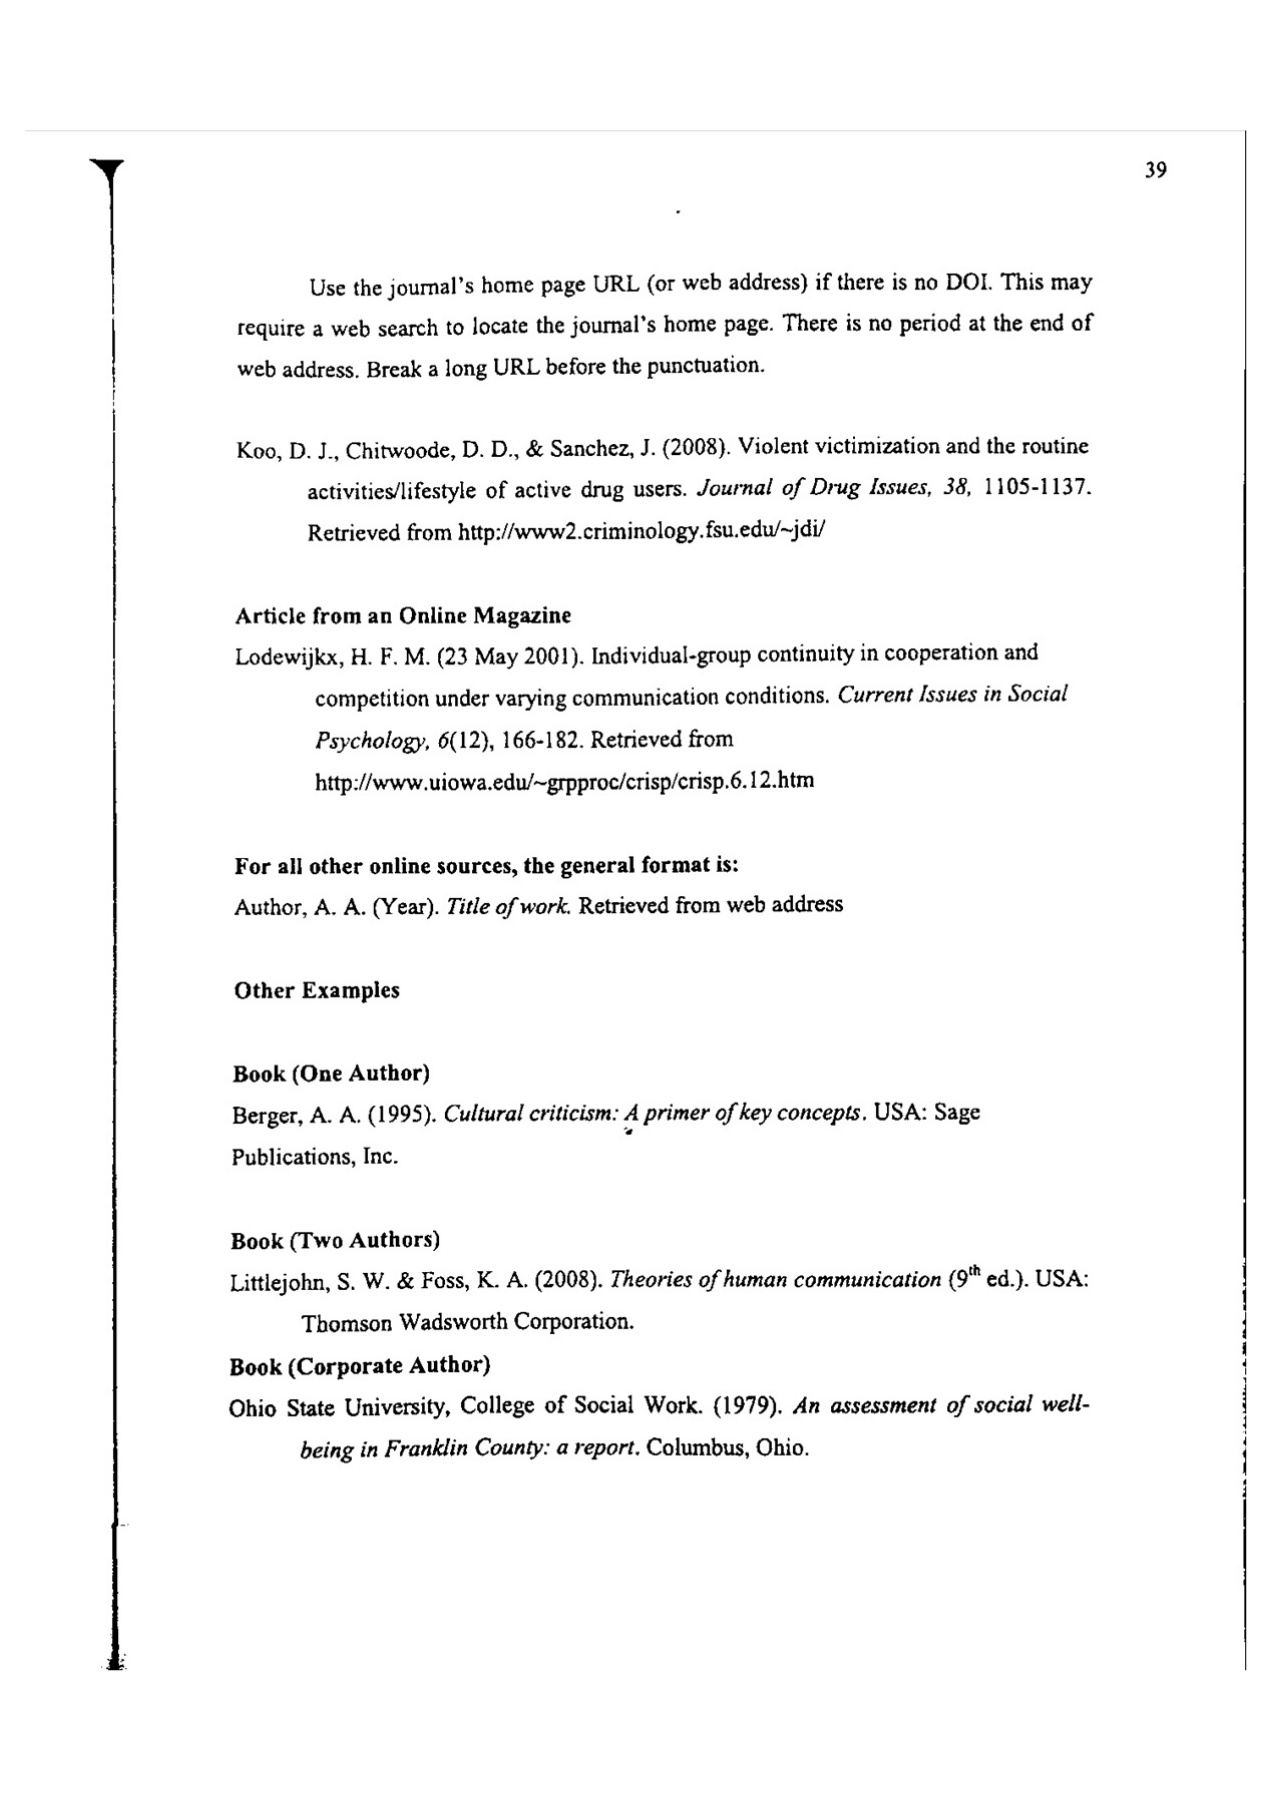 39
Use the journal's home page URL (or web address) if there is no DOI. This may
require a web search to locate the journal's home page. There is no period at the end of
web address. Break a long URL before the punctuation.
Koo, D. J., Chitwoode, D. D., & Sanchez, J. (2008). Violent victimization and the routine
activities/lifestyle of active drug users. Journal of Drug Issues, 38, 1105-1137.
Retrieved from http://www2.criminology.fsu.edu/~jdi/
Article from an Online Magazine
Lodewijkx, H. F. M. (23 May 2001). Individual-group continuity in cooperation and
competition under varying communication conditions. Current Issues in Social
Psychology, 6(12), 166-182. Retrieved from
http://www.uiowa.edu/~grpproc/crisp/crisp.6.12.htm
For all other online sources, the general format is:
Author, A. A. (Year). Title of work. Retrieved from web address
Other Examples
Book (One Author)
Berger, A. A. (1995). Cultural criticism: A primer of key concepts. USA: Sage
Publications, Inc.
Book (Two Authors)
Littlejohn, S. W. & Foss, K. A. (2008). Theories of human communication (9th ed.). USA:
Thomson Wadsworth Corporation.
Book (Corporate Author)
Ohio State University, College of Social Work. (1979). An assessment of social well-
being in Franklin County: a report. Columbus, Ohio.